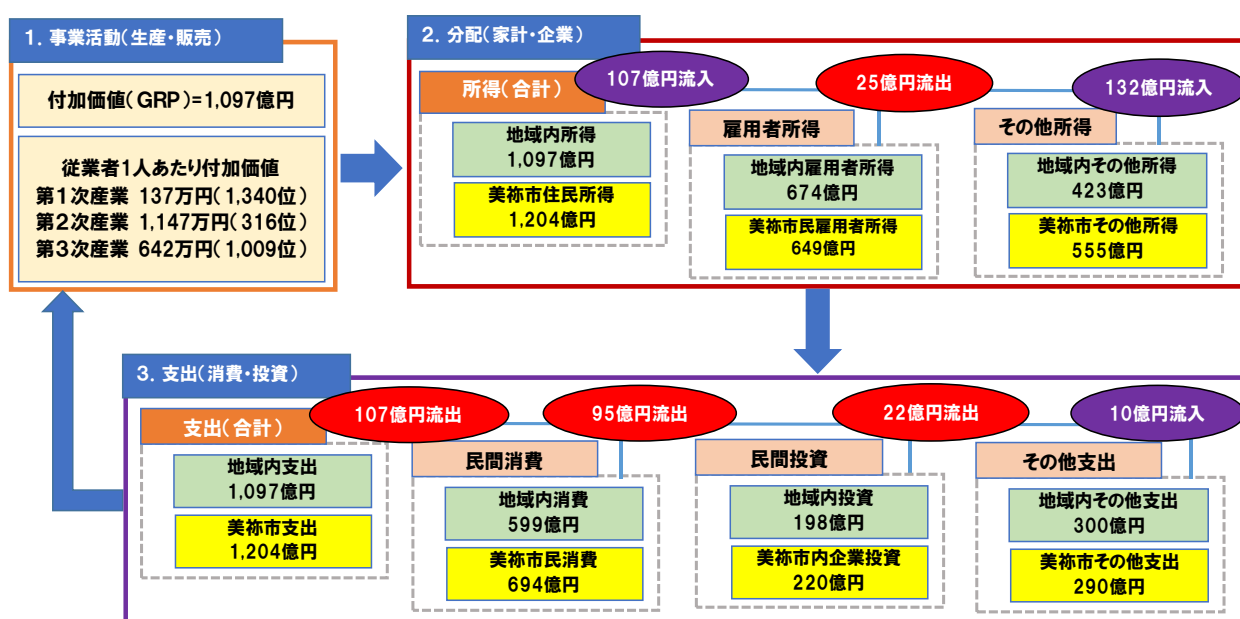 1. 事業活動(生産・販売)
付加価値(GRP)=1,097億円
従業者1人あたり付加価値
第1次産業 137万円(1,340位)
第2次産業 1,147万円(316位)
第3次産業 642万円(1,009位)
2. 分配(家計・企業)
所得(合計)
107億円流入
地域内所得
1,097億円
美祢市住民所得
1,204億円
25億円流出
雇用者所得
地域内雇用者所得
674億円
美祢市民雇用者所得
649億円
132億円流入
その他所得
地域内その他所得
423億円
美祢市その他所得
555億円
3. 支出(消費・投資)
支出(合計)
107億円流出
地域内支出
1,097億円
美祢市支出
1,204億円
95億円流出
民間消費
地域内消費
599億円
美祢市民消費
694億円
22億円流出
民間投資
地域内投資
198億円
美祢市内企業投資
220億円
10億円流入
その他支出
地域内その他支出
300億円
美祢市その他支出
290億円